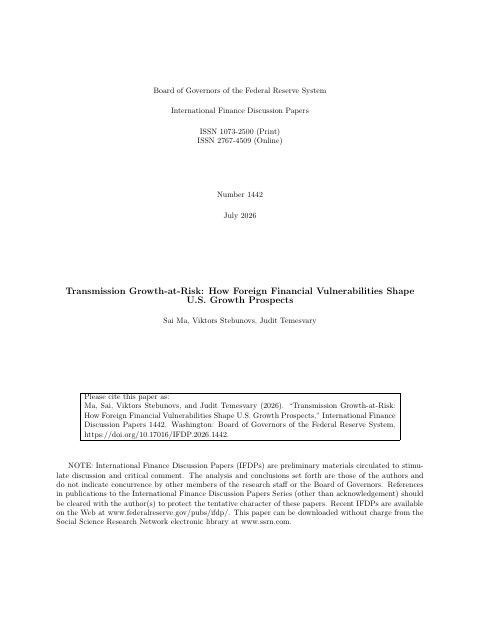 Board of Governors of the Federal Reserve System
International Finance Discussion Papers
ISSN 1073-2500 (Print)
ISSN 2767-4509 (Online)
Number 1442
July 2026
Transmission Growth-at-Risk: How Foreign Financial Vulnerabilities Shape
U.S. Growth Prospects
Sai Ma, Viktors Stebunovs, Judit Temesvary
Please cite this paper as:
Ma, Sai, Viktors Stebunovs, and Judit Temesvary (2026). “Transmission Growth-at-Risk:
How Foreign Financial Vulnerabilities Shape U.S. Growth Prospects,” International Finance
Discussion Papers 1442. Washington: Board of Governors of the Federal Reserve System,
https://doi.org/10.17016/IFDP.2026.1442.
NOTE: International Finance Discussion Papers (IFDPs) are preliminary materials circulated to stimu-
late discussion and critical comment. The analysis and conclusions set forth are those of the authors and
do not indicate concurrence by other members of the research staff or the Board of Governors. References
in publications to the International Finance Discussion Papers Series (other than acknowledgement) should
be cleared with the author(s) to protect the tentative character of these papers. Recent IFDPs are available
on the Web at www.federalreserve.gov/pubs/ifdp/. This paper can be downloaded without charge from the
Social Science Research Network electronic library at www.ssrn.com.